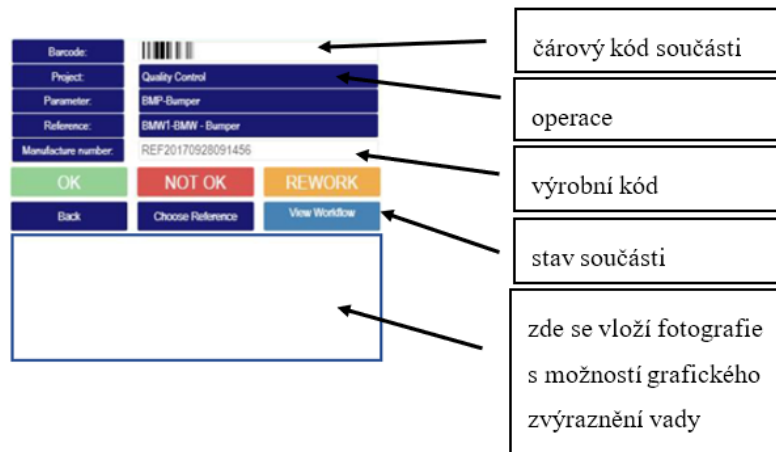 Barcode:
Project:
Quality Control
Parameter:
BMP-Bumper
Reference:
BMW1-BMW - Bumper
Manufacture number:
REF20170928091456
OK
NOT OK
REWORK
Back
Choose Reference
View Workflow
čárový kód součásti
operace
výrobní kód
stav součásti
zde se vloží fotografie
s možností grafického
zvýraznění vady